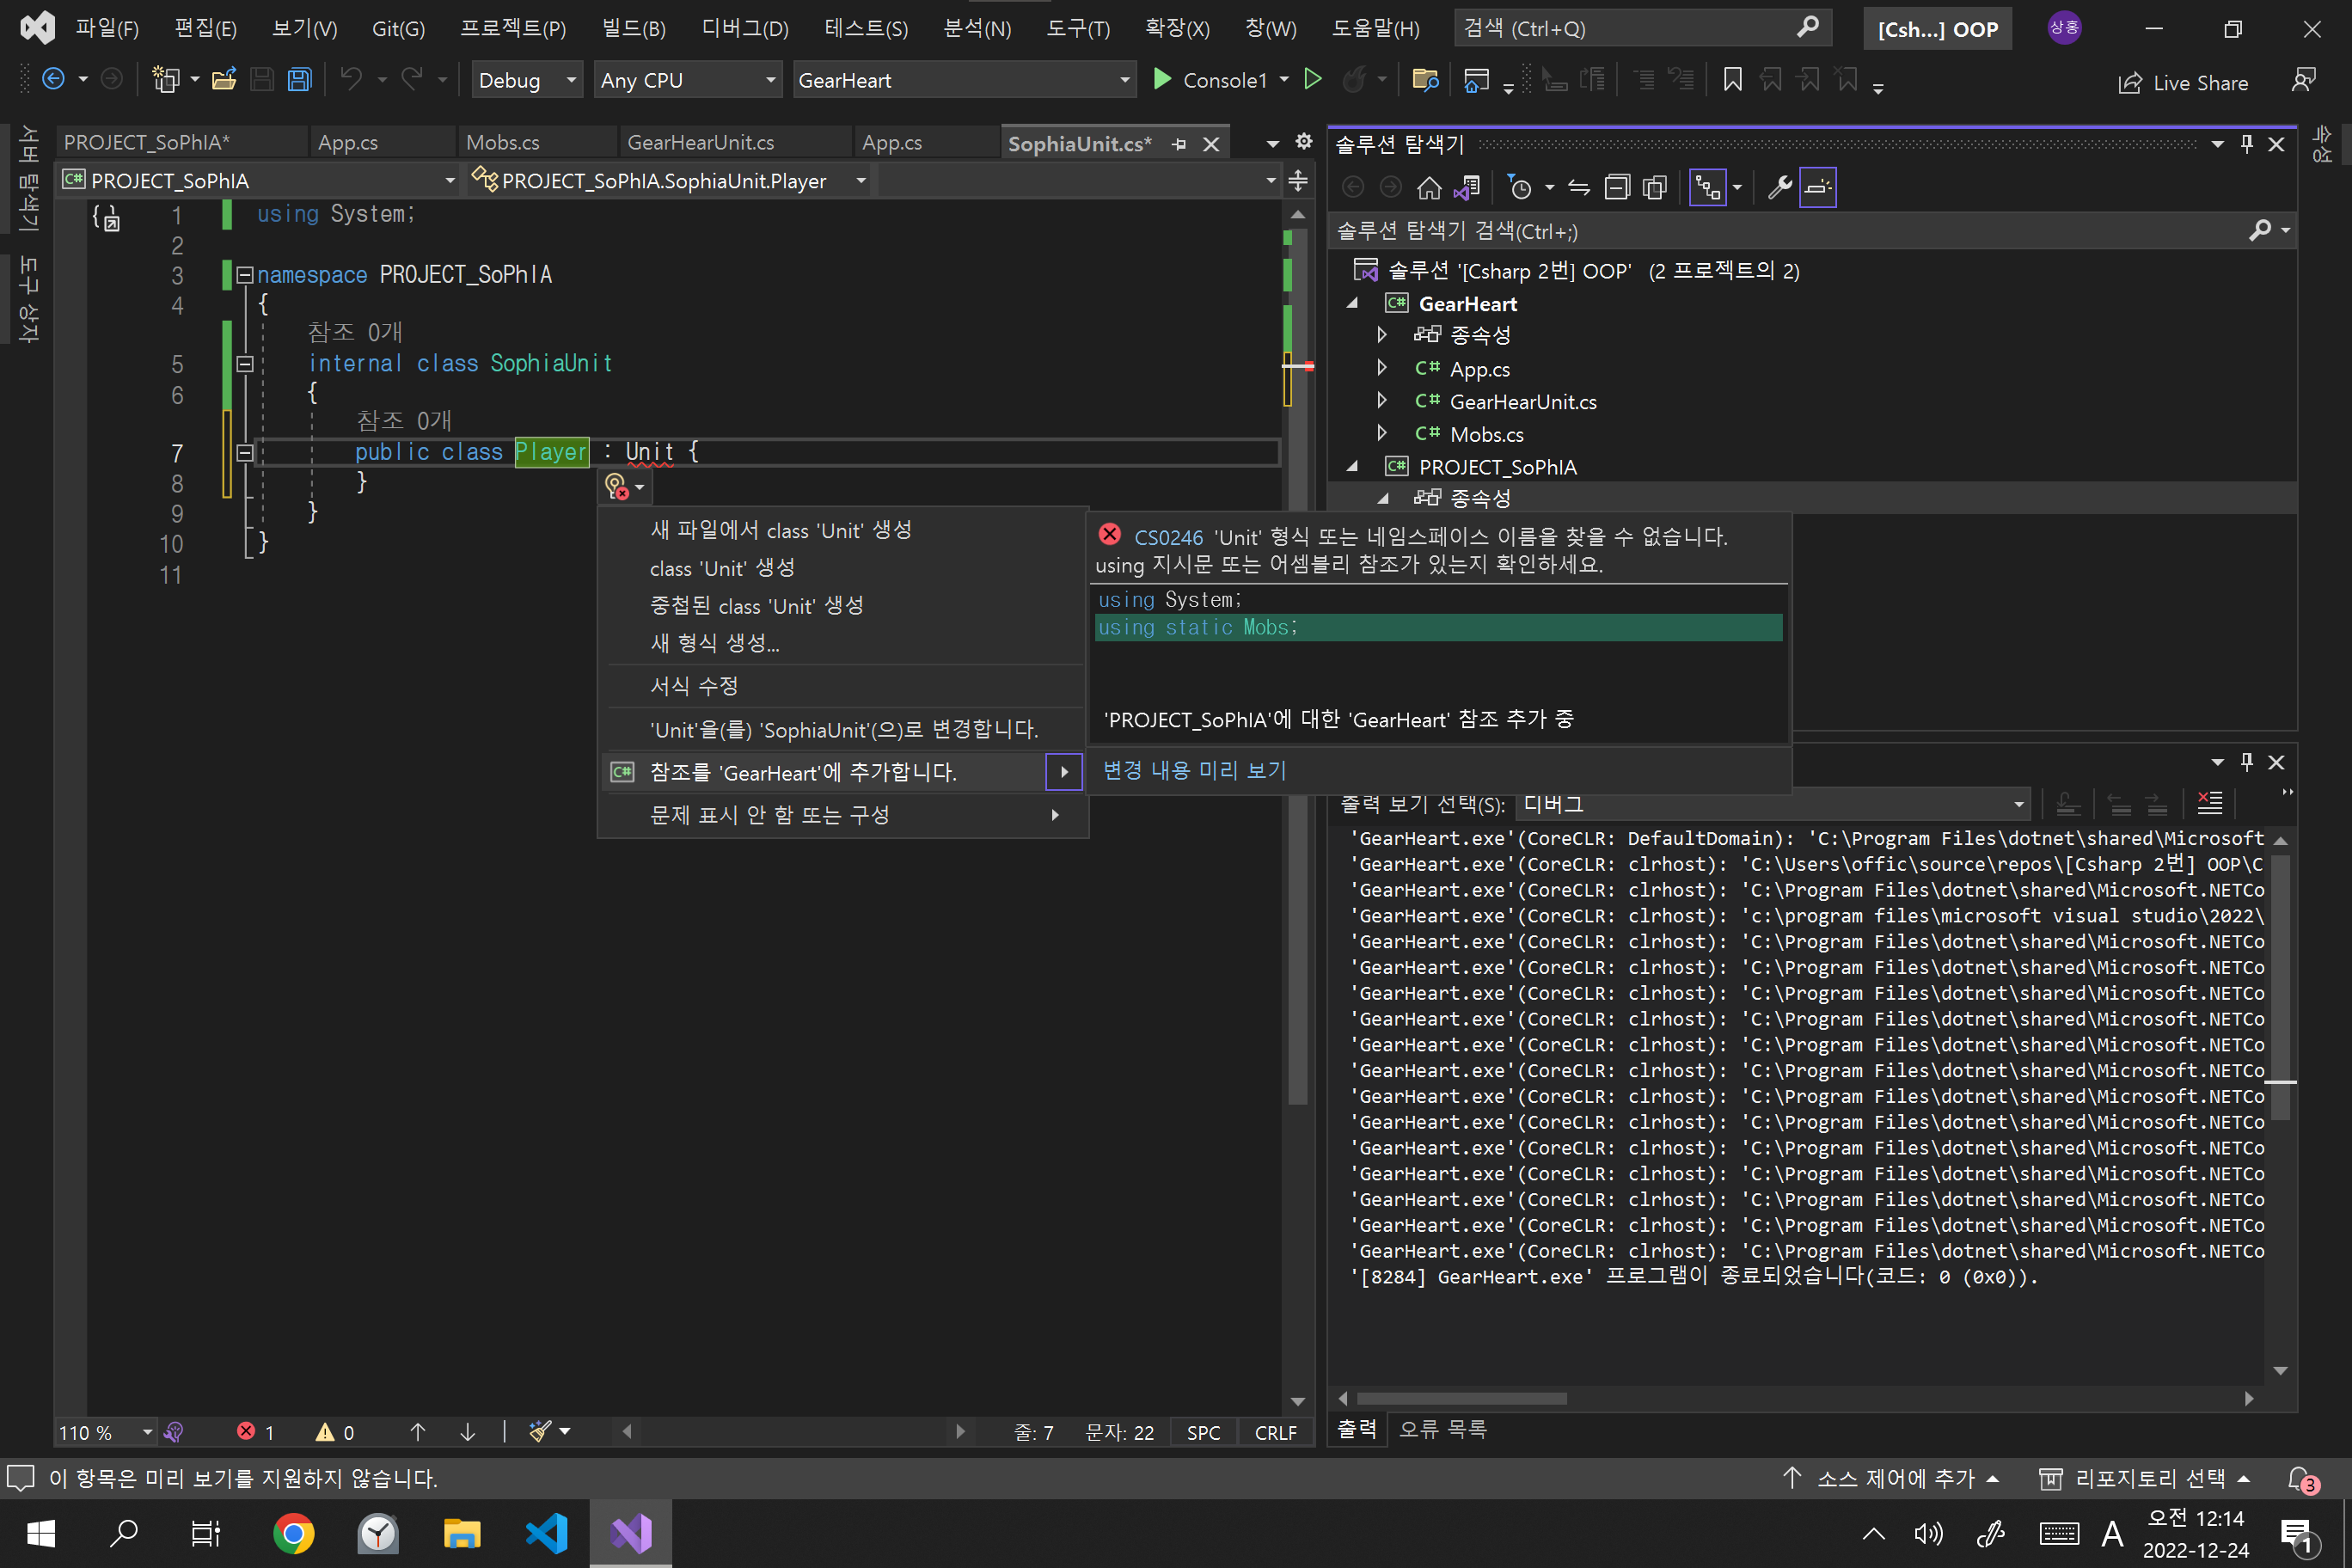 파일(F) 편집(E) 보기(V) Git(G) 프로젝트(P) 빌드(B) 디버그(D) 테스트(S) 분석(N) 도구(T) 확장(X) 창(W) 도움말(H) 검색 (Ctrl+Q) [Csh...] OOP 상홍
Debug Any CPU GearHeart Console1 Live Share
서버 탐색기
도구 상자
속성
PROJECT_SoPhIA* App.cs Mobs.cs GearHearUnit.cs App.cs SophiaUnit.cs*
C# PROJECT_SoPhIA PROJECT_SoPhIA.SophiaUnit.Player
1 using System;
2
3 namespace PROJECT_SoPhIA
4 {
참조 0개
5 internal class SophiaUnit
6 {
참조 0개
7 public class Player : Unit {
8 }
9 }
10 }
11
새 파일에서 class 'Unit' 생성
class 'Unit' 생성
중첩된 class 'Unit' 생성
새 형식 생성...
서식 수정
'Unit'을(를) 'SophiaUnit'(으)로 변경합니다.
C# 참조를 'GearHeart'에 추가합니다.
문제 표시 안 함 또는 구성
CS0246 'Unit' 형식 또는 네임스페이스 이름을 찾을 수 없습니다.
using 지시문 또는 어셈블리 참조가 있는지 확인하세요.
using System;
using static Mobs;
'PROJECT_SoPhIA'에 대한 'GearHeart' 참조 추가 중
변경 내용 미리 보기
솔루션 탐색기
솔루션 탐색기 검색(Ctrl+;)
솔루션 '[Csharp 2번] OOP' (2 프로젝트의 2)
C# GearHeart
종속성
C# App.cs
C# GearHearUnit.cs
C# Mobs.cs
C# PROJECT_SoPhIA
종속성
출력 보기 선택(S): 디버그
'GearHeart.exe'(CoreCLR: DefaultDomain): 'C:\Program Files\dotnet\shared\Microsoft
'GearHeart.exe'(CoreCLR: clrhost): 'C:\Users\offic\source\repos\[Csharp 2번] OOP\C
'GearHeart.exe'(CoreCLR: clrhost): 'C:\Program Files\dotnet\shared\Microsoft.NETCo
'GearHeart.exe'(CoreCLR: clrhost): 'c:\program files\microsoft visual studio\2022\
'GearHeart.exe'(CoreCLR: clrhost): 'C:\Program Files\dotnet\shared\Microsoft.NETCo
'GearHeart.exe'(CoreCLR: clrhost): 'C:\Program Files\dotnet\shared\Microsoft.NETCo
'GearHeart.exe'(CoreCLR: clrhost): 'C:\Program Files\dotnet\shared\Microsoft.NETCo
'GearHeart.exe'(CoreCLR: clrhost): 'C:\Program Files\dotnet\shared\Microsoft.NETCo
'GearHeart.exe'(CoreCLR: clrhost): 'C:\Program Files\dotnet\shared\Microsoft.NETCo
'GearHeart.exe'(CoreCLR: clrhost): 'C:\Program Files\dotnet\shared\Microsoft.NETCo
'GearHeart.exe'(CoreCLR: clrhost): 'C:\Program Files\dotnet\shared\Microsoft.NETCo
'GearHeart.exe'(CoreCLR: clrhost): 'C:\Program Files\dotnet\shared\Microsoft.NETCo
'GearHeart.exe'(CoreCLR: clrhost): 'C:\Program Files\dotnet\shared\Microsoft.NETCo
'GearHeart.exe'(CoreCLR: clrhost): 'C:\Program Files\dotnet\shared\Microsoft.NETCo
'GearHeart.exe'(CoreCLR: clrhost): 'C:\Program Files\dotnet\shared\Microsoft.NETCo
'GearHeart.exe'(CoreCLR: clrhost): 'C:\Program Files\dotnet\shared\Microsoft.NETCo
'GearHeart.exe'(CoreCLR: clrhost): 'C:\Program Files\dotnet\shared\Microsoft.NETCo
'[8284] GearHeart.exe' 프로그램이 종료되었습니다(코드: 0 (0x0)).
110 % 1 0 줄: 7 문자: 22 SPC CRLF
출력 오류 목록
이 항목은 미리 보기를 지원하지 않습니다. 소스 제어에 추가 리포지토리 선택 3
A 오전 12:14
2022-12-24 1